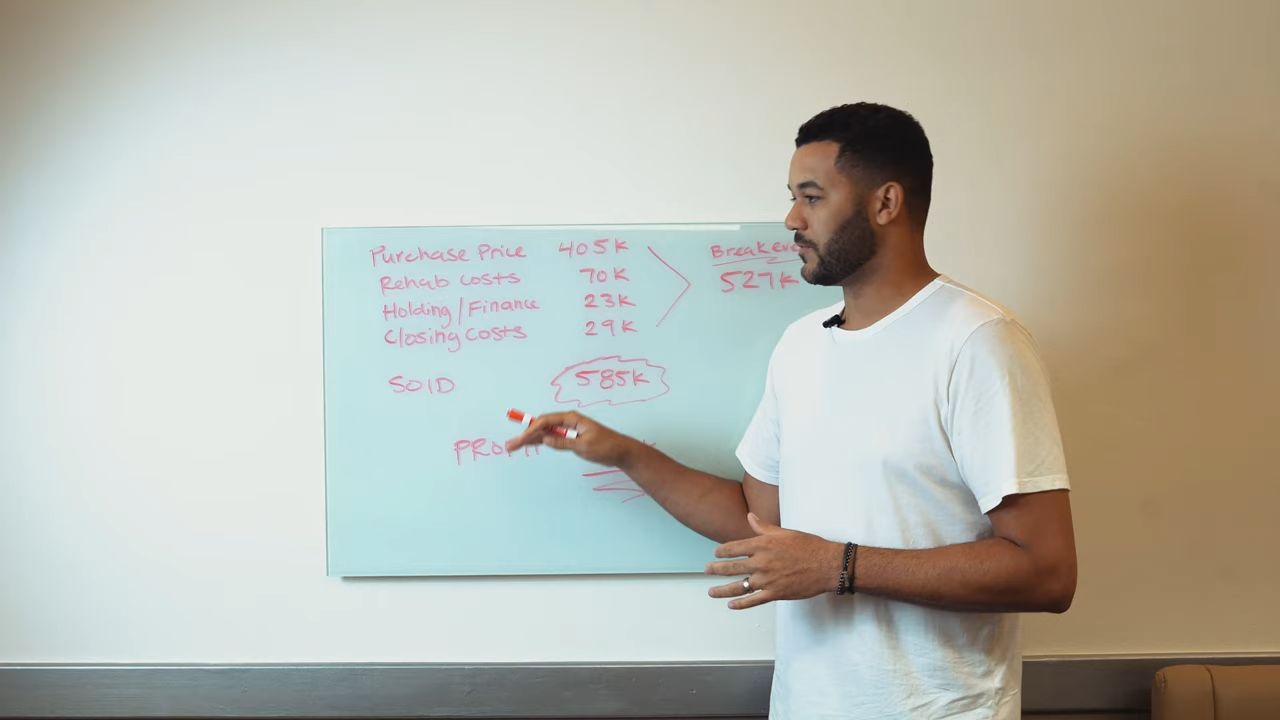 Purchase Price 405K
Rehab costs 70K
Holding/Finance 23K
Closing Costs 29K
527K
SOLD 585K